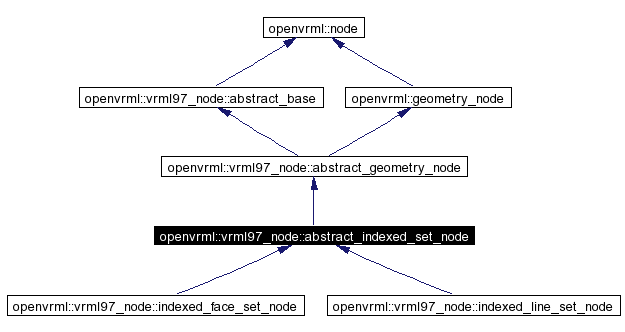 openvrml::node
openvrml::vrml97_node::abstract_base
openvrml::geometry_node
openvrml::vrml97_node::abstract_geometry_node
openvrml::vrml97_node::abstract_indexed_set_node
openvrml::vrml97_node::indexed_face_set_node
openvrml::vrml97_node::indexed_line_set_node